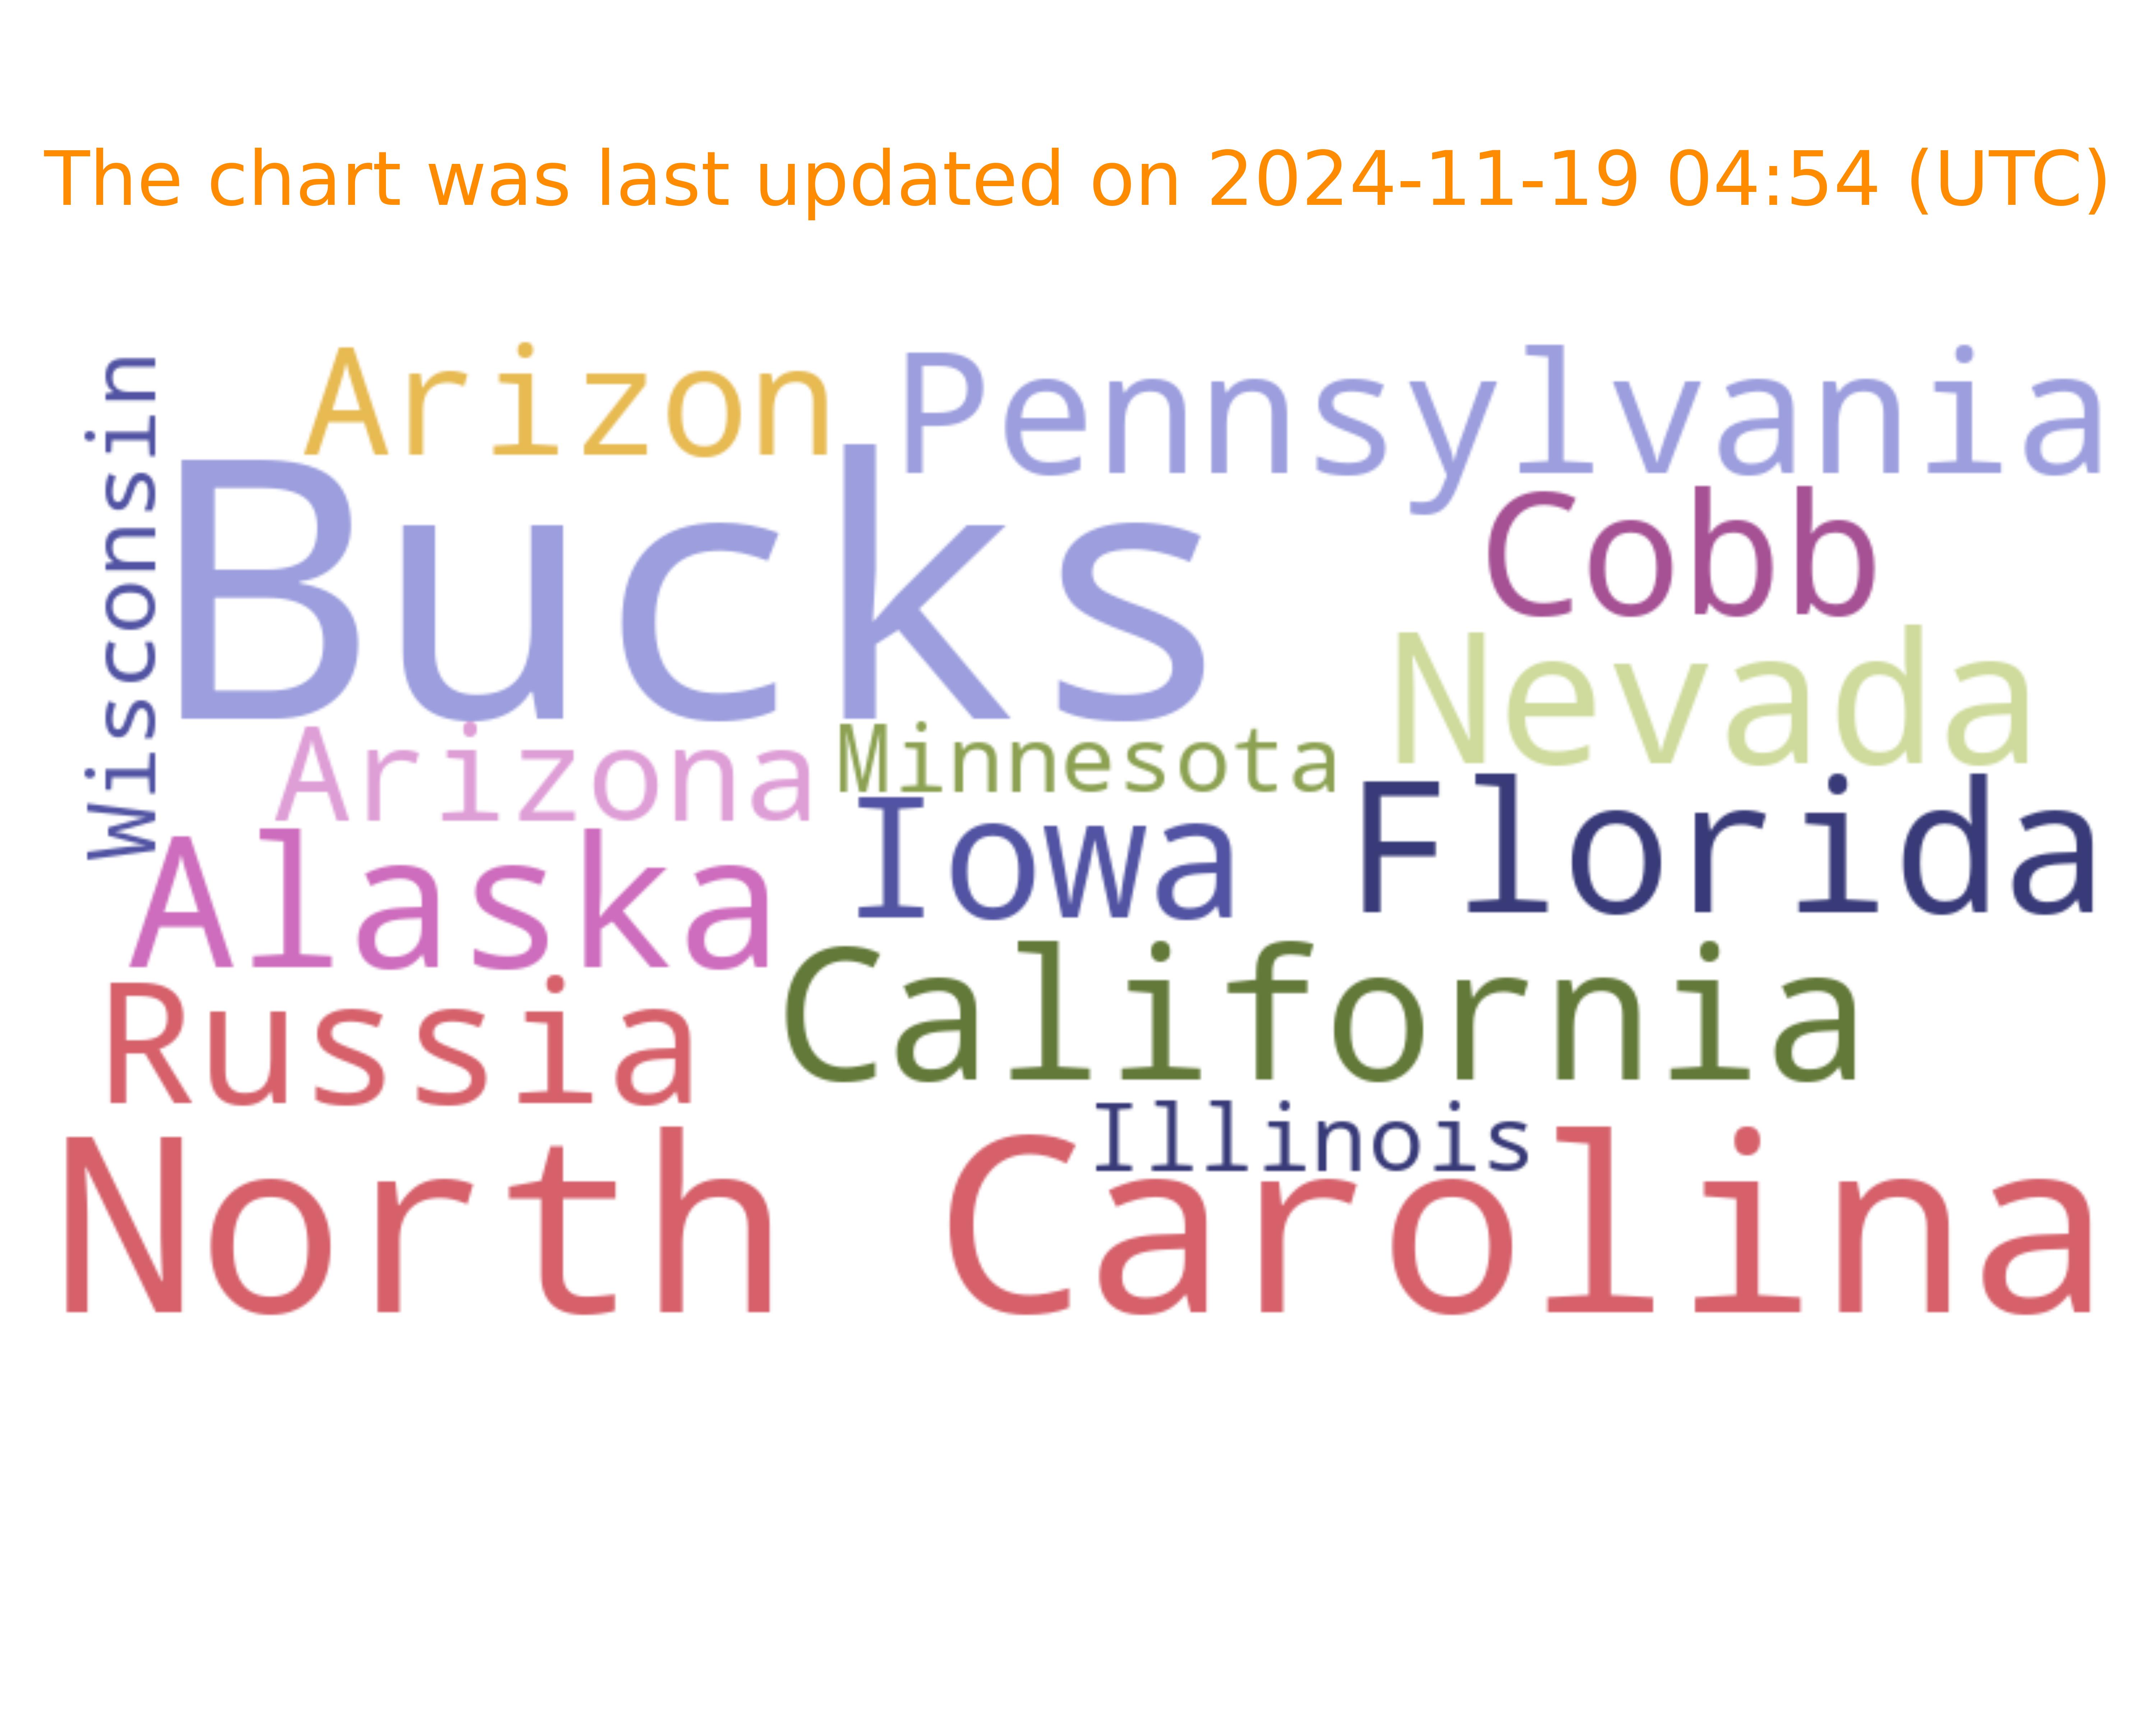 The chart was last updated on 2024-11-19 04:54 (UTC)
Wisconsin
Arizon
Pennsylvania
Bucks
Cobb
Nevada
Arizona
Minnesota
Iowa
Florida
Alaska
California
Russia
Illinois
North Carolina